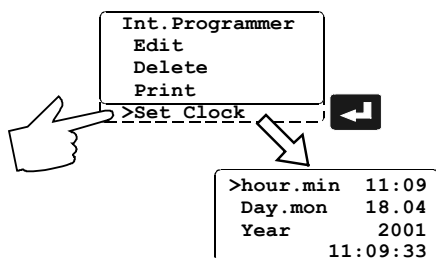 Int.Programmer
Edit
Delete
Print
>Set Clock
>hour.min 11:09
Day.mon 18.04
Year 2001
11:09:33